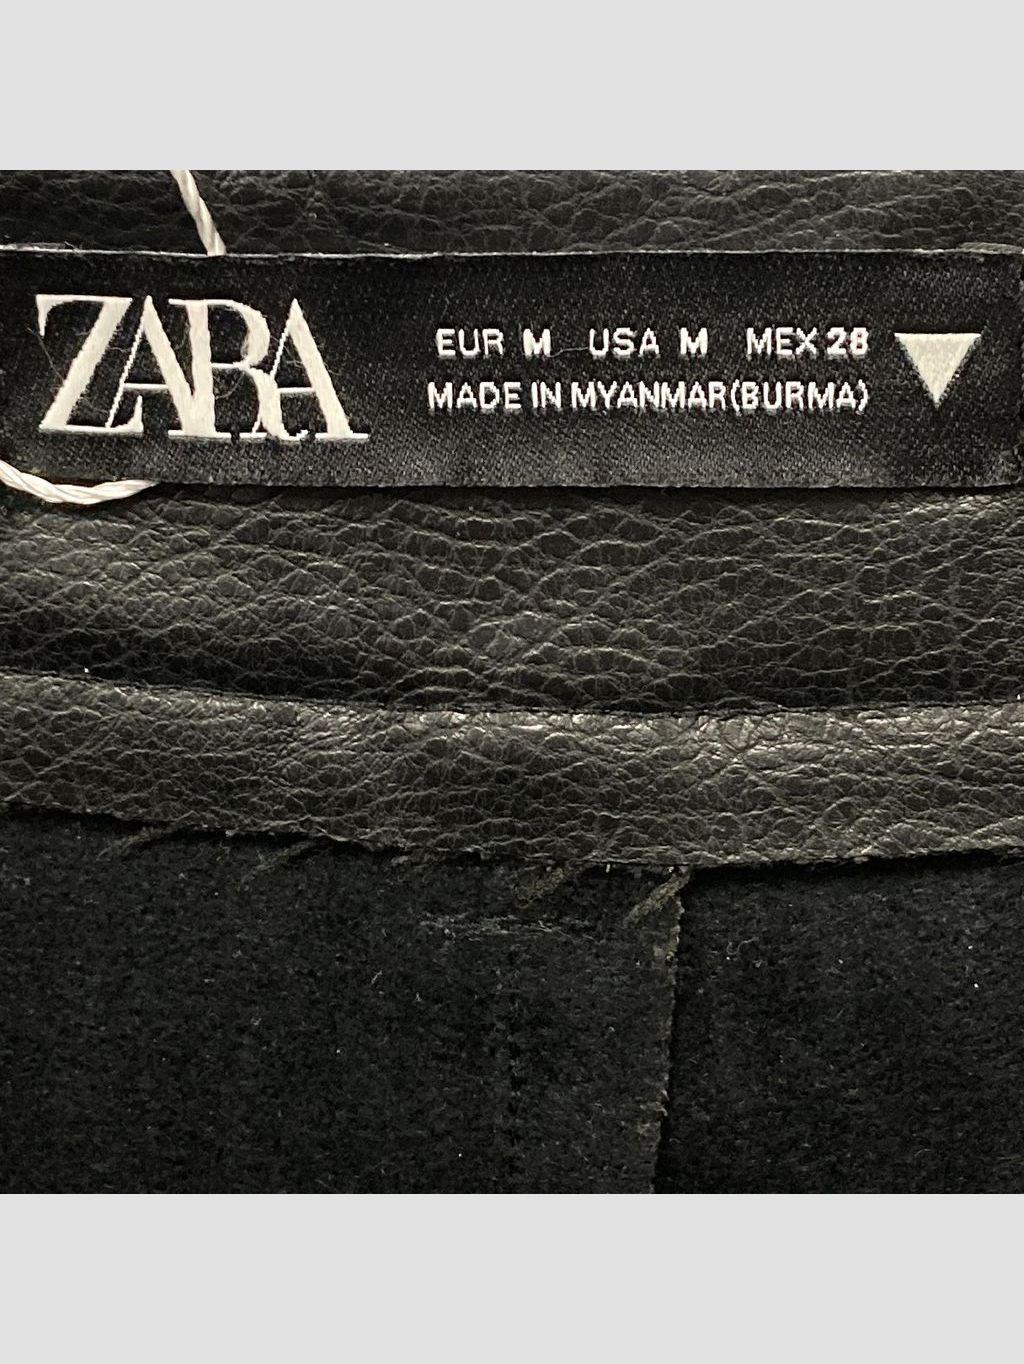 ZARA
EUR M USA M MEX 28
MADE IN MYANMAR(BURMA)